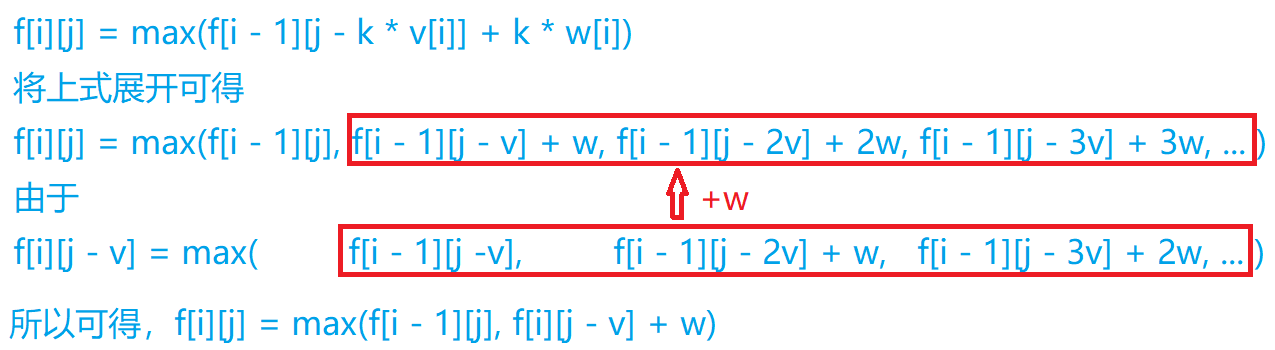 f[i][j] = max(f[i - 1][j - k * v[i]] + k * w[i])
将上式展开可得
f[i][j] = max(f[i - 1][j], f[i - 1][j - v] + w, f[i - 1][j - 2v] + 2w, f[i - 1][j - 3v] + 3w, ... )
由于
+w
f[i][j - v] = max( f[i - 1][j -v], f[i - 1][j - 2v] + w, f[i - 1][j - 3v] + 2w, ... )
所以可得，f[i][j] = max(f[i - 1][j], f[i][j - v] + w)